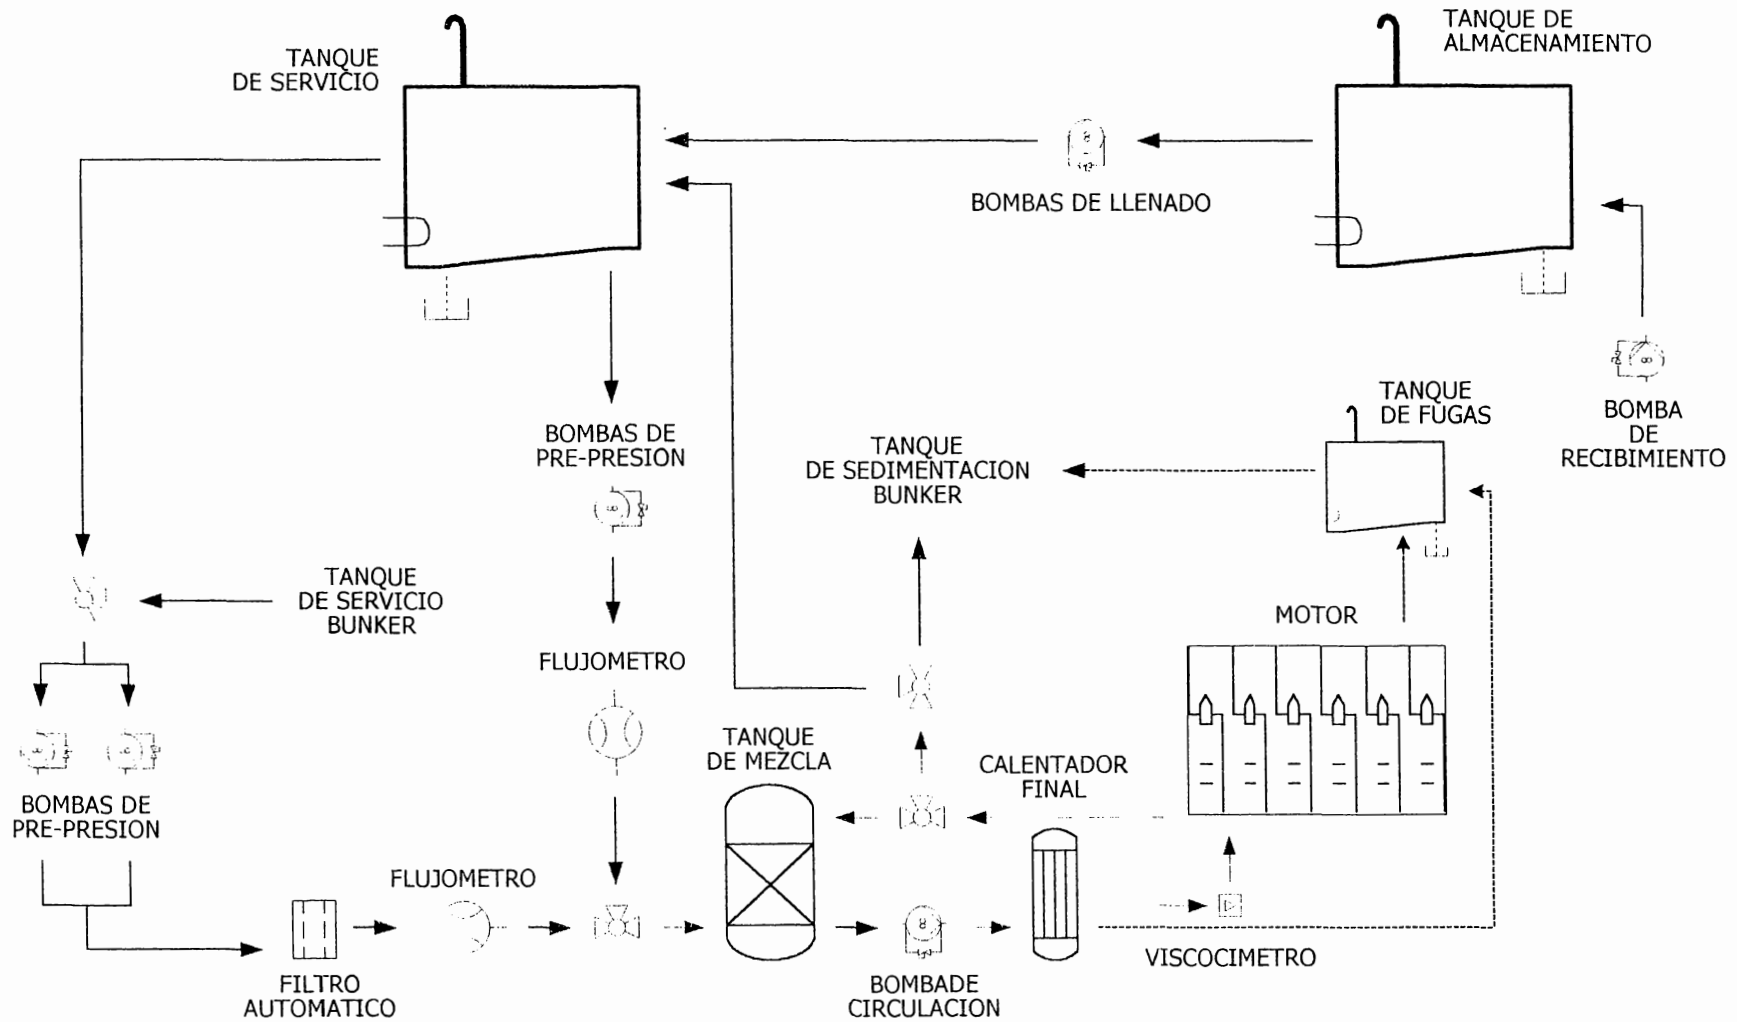 TANQUE
DE SERVICIO
TANQUE DE
ALMACENAMIENTO
BOMBAS DE LLENADO
BOMBAS DE
PRE-PRESION
TANQUE
DE SEDIMENTACION
BUNKER
TANQUE
DE FUGAS
BOMBA
DE
RECIBIMIENTO
TANQUE
DE SERVICIO
BUNKER
MOTOR
FLUJOMETRO
TANQUE
DE MEZCLA
CALENTADOR
FINAL
BOMBAS DE
PRE-PRESION
FLUJOMETRO
VISCOCIMETRO
FILTRO
AUTOMATICO
BOMBADE
CIRCULACION